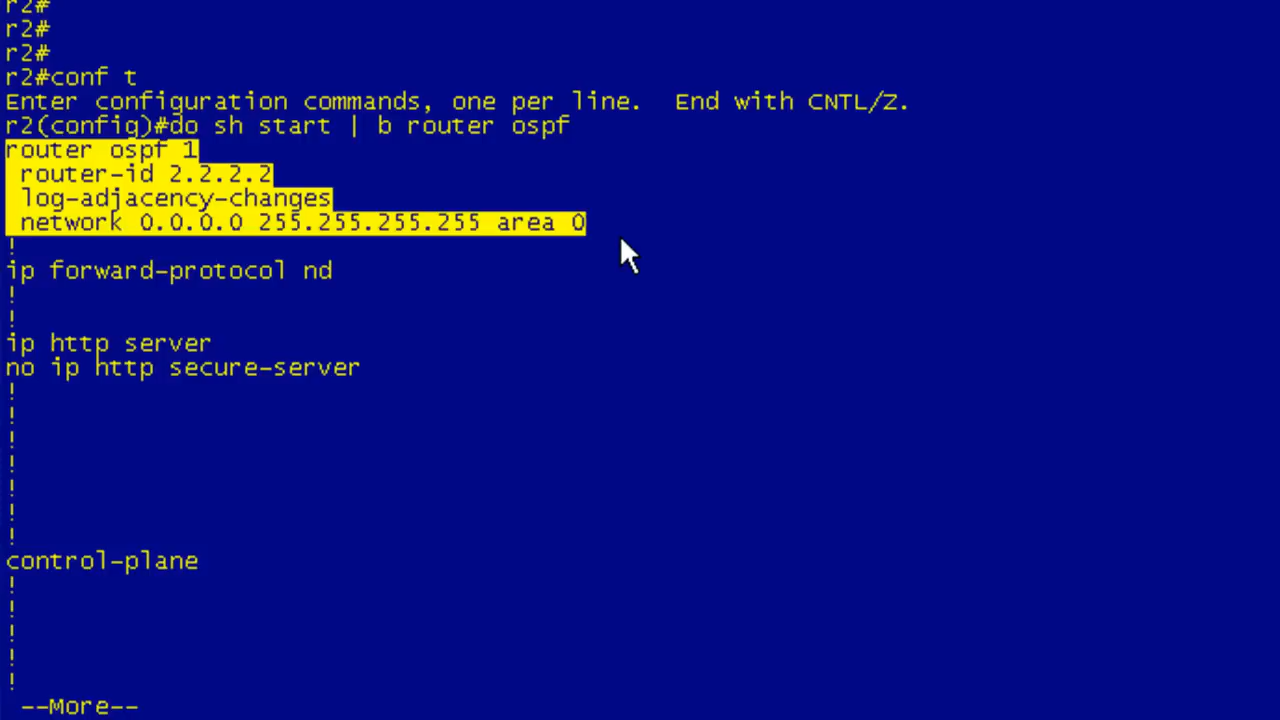 r2#
r2#
r2#
r2#conf t
Enter configuration commands, one per line.  End with CNTL/Z.
r2(config)#do sh start | b router ospf
router ospf 1
 router-id 2.2.2.2
 log-adjacency-changes
 network 0.0.0.0 255.255.255.255 area 0
!
ip forward-protocol nd
!
!
ip http server
no ip http secure-server
!
!
!
!
!
!
!
control-plane
!
!
!
!
!
 --More--